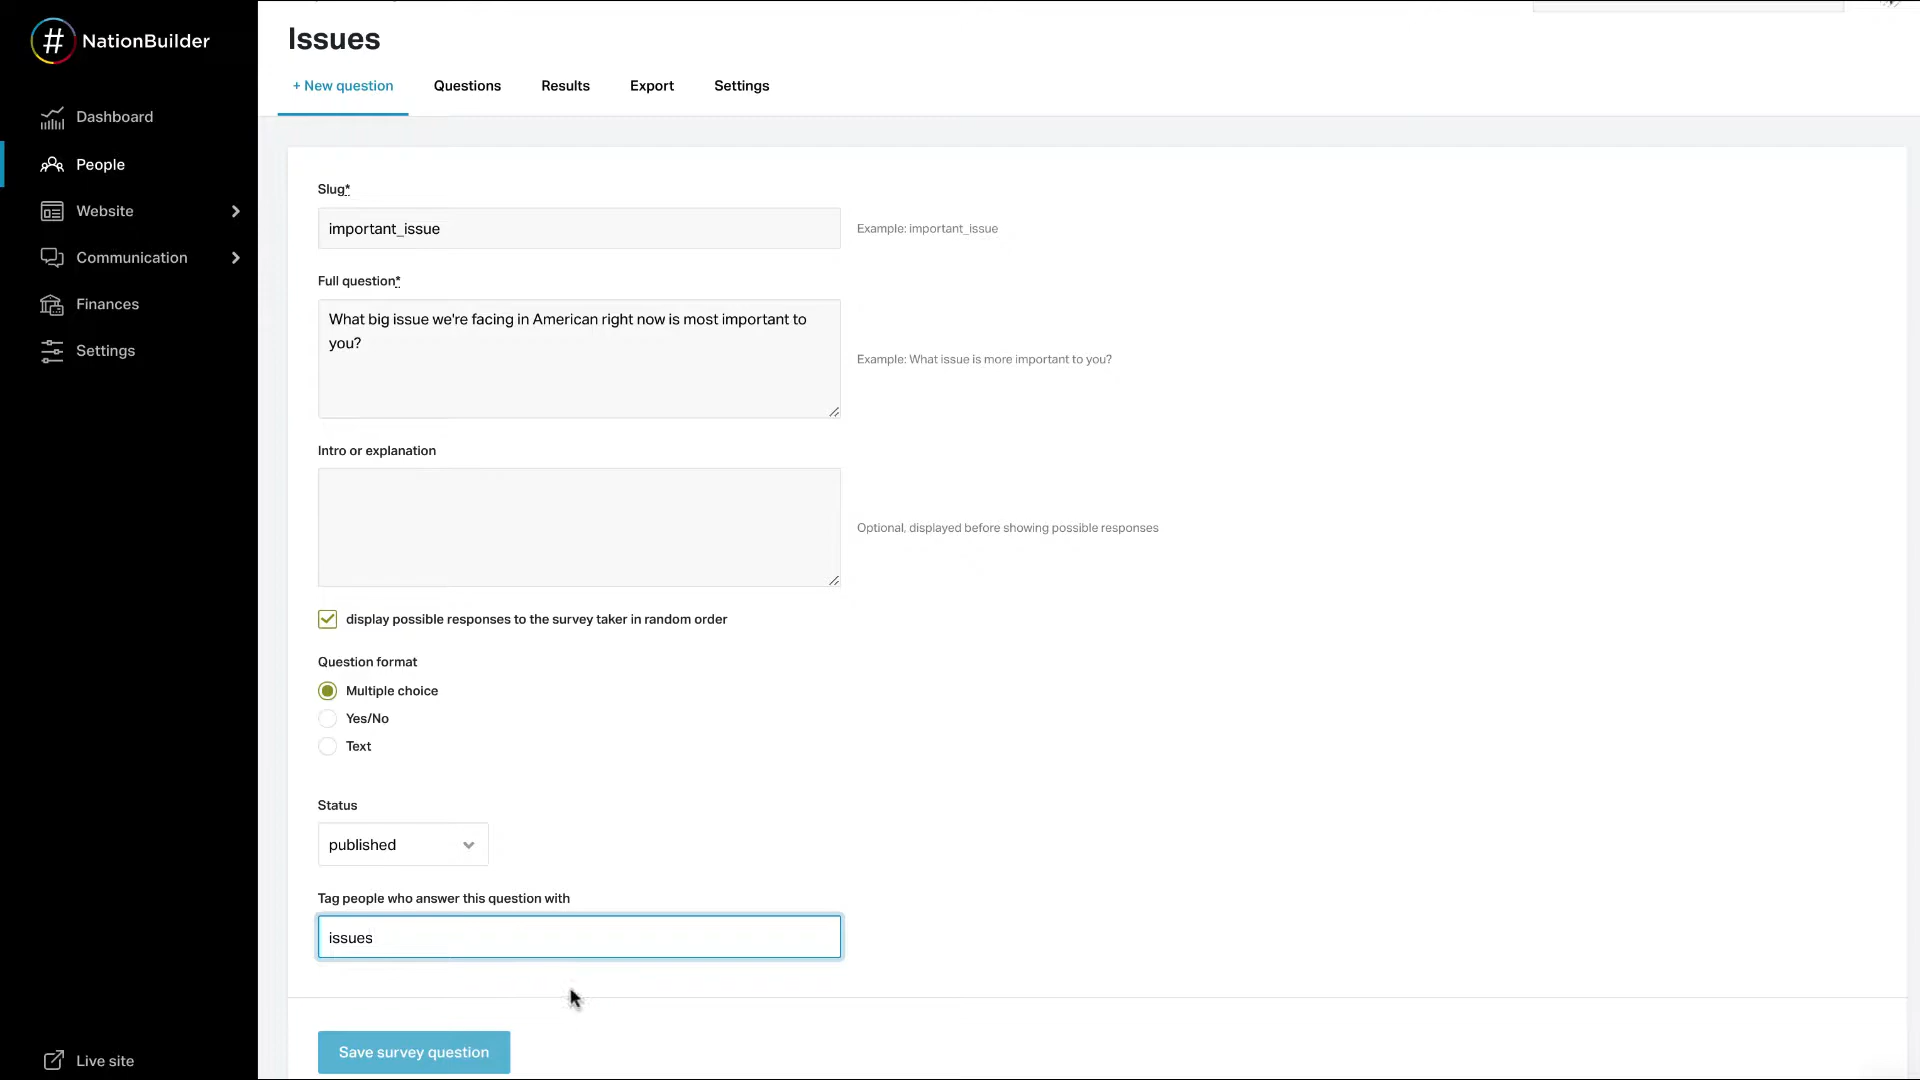 NationBuilder
Dashboard
People
Website
Communication
Finances
Settings
Live site
Issues
+ New question
Questions
Results
Export
Settings
Slug*
important_issue
Example: important_issue
Full question*
What big issue we're facing in American right now is most important to
you?
Example: What issue is more important to you?
Intro or explanation
Optional, displayed before showing possible responses
display possible responses to the survey taker in random order
Question format
Multiple choice
Yes/No
Text
Status
published
Tag people who answer this question with
issues
Save survey question